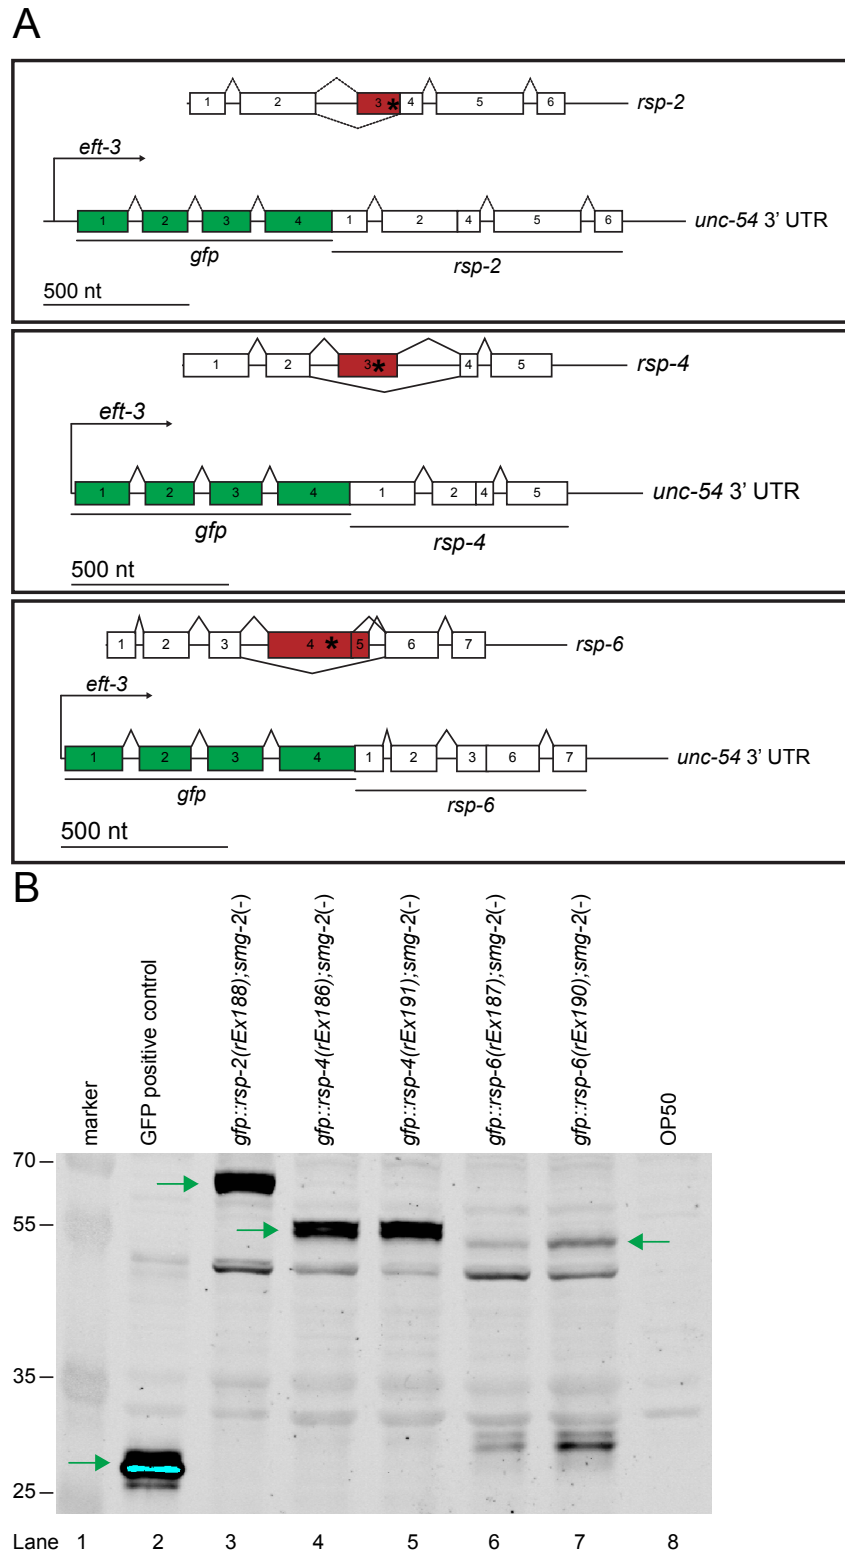 A
1 2 3* 4 5 6 rsp-2
eft-3
1 2 3 4 1 2 4 5 6 unc-54 3' UTR
gfp rsp-2
500 nt
1 2 3* 4 5 rsp-4
eft-3
1 2 3 4 1 2 4 5 unc-54 3' UTR
gfp rsp-4
500 nt
1 2 3 4 * 5 6 7 rsp-6
eft-3
1 2 3 4 1 2 3 6 7 unc-54 3' UTR
gfp rsp-6
500 nt
B
marker
GFP positive control
gfp::rsp-2(rEx188);smg-2(-)
gfp::rsp-4(rEx186);smg-2(-)
gfp::rsp-4(rEx191);smg-2(-)
gfp::rsp-6(rEx187);smg-2(-)
gfp::rsp-6(rEx190);smg-2(-)
OP50
70
55
35
25
Lane 1 2 3 4 5 6 7 8